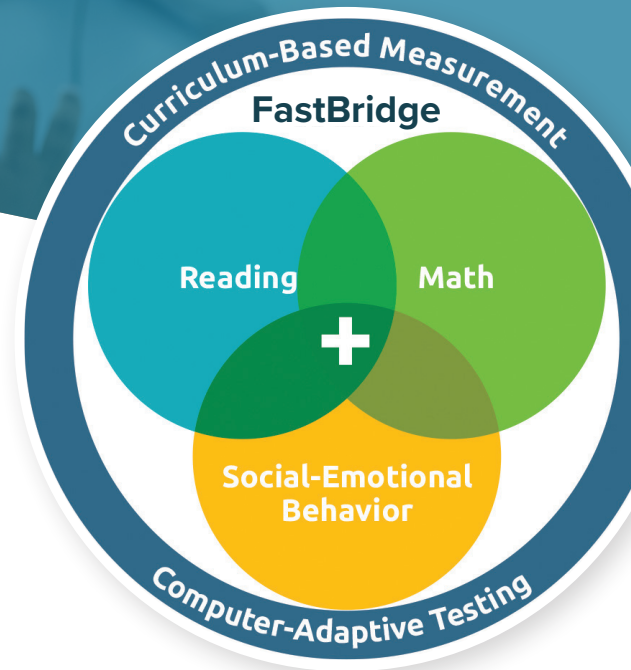 Curriculum-Based Measurement
FastBridge
Reading
Math
Social-Emotional
Behavior
Computer-Adaptive Testing